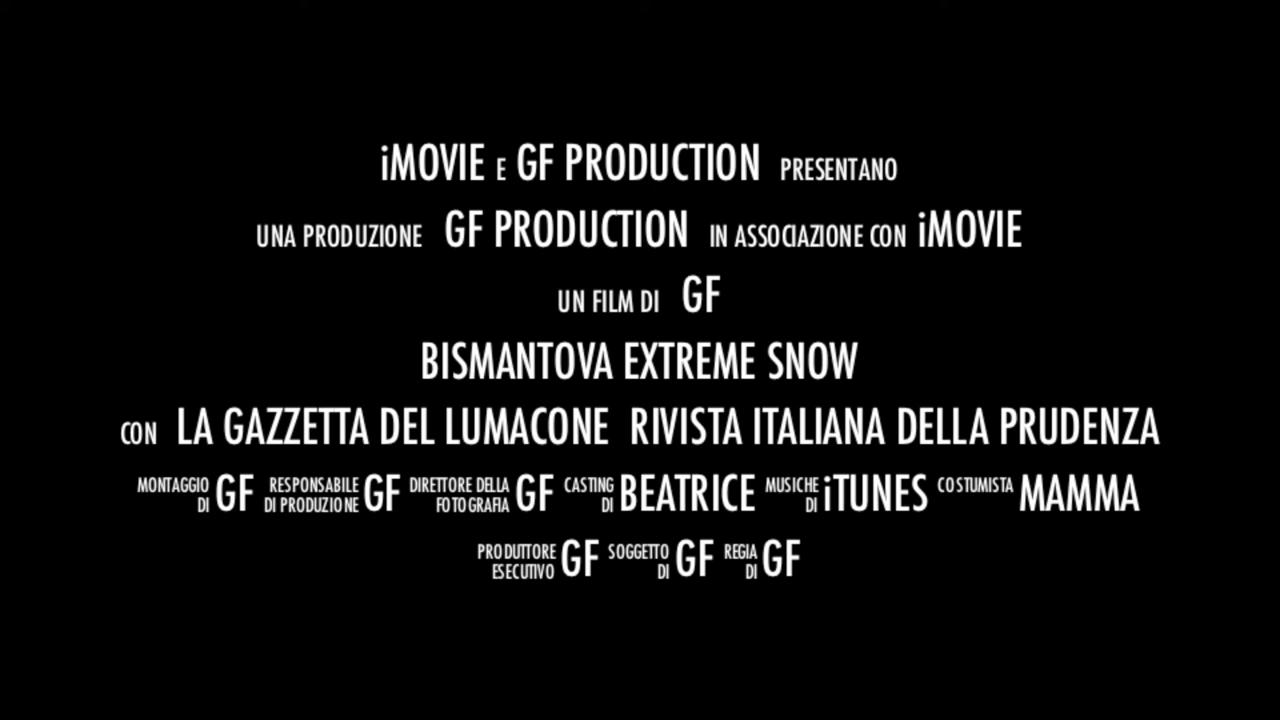 iMOVIE E GF PRODUCTION PRESENTANO
UNA PRODUZIONE GF PRODUCTION IN ASSOCIAZIONE CON iMOVIE
UN FILM DI GF
BISMANTOVA EXTREME SNOW
CON LA GAZZETTA DEL LUMACONE RIVISTA ITALIANA DELLA PRUDENZA
MONTAGGIO DI GF RESPONSABILE DI PRODUZIONE GF DIRETTORE DELLA FOTOGRAFIA GF CASTING DI BEATRICE MUSICHE DI iTUNES COSTUMISTA MAMMA
PRODUTTORE ESECUTIVO GF SOGGETTO DI GF REGIA DI GF